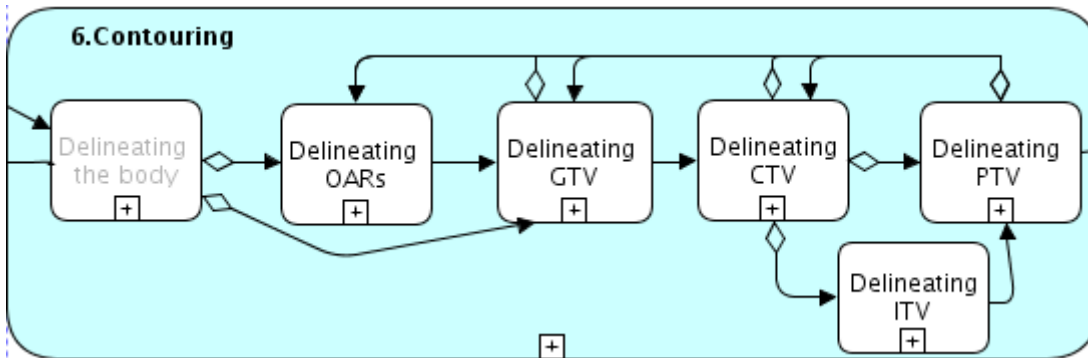 6.Contouring
Delineating
the body
Delineating
OARs
Delineating
GTV
Delineating
CTV
Delineating
PTV
Delineating
ITV